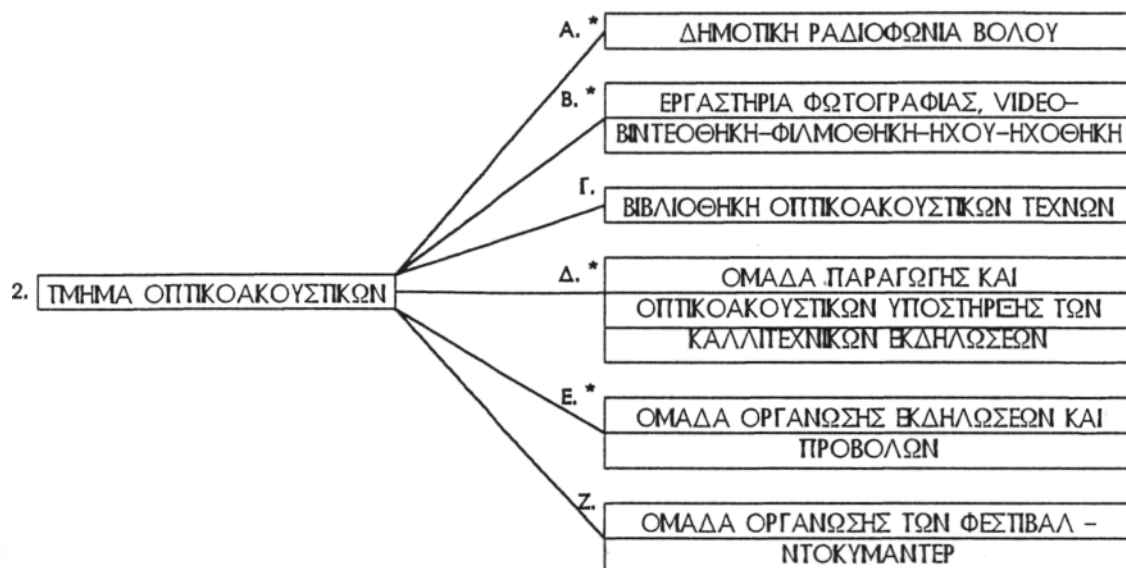 Α. * ΔΗΜΟΤΙΚΗ ΡΑΔΙΟΦΩΝΙΑ ΒΟΛΟΥ
Β. * ΕΡΓΑΣΤΗΡΙΑ ΦΩΤΟΓΡΑΦΙΑΣ, VIDEO–
ΒΙΝΤΕΟΘΗΚΗ–ΦΙΛΜΟΘΗΚΗ–ΗΧΟΥ–ΗΧΟΘΗΚΗ
Γ. ΒΙΒΛΙΟΘΗΚΗ ΟΠΤΙΚΟΑΚΟΥΣΤΙΚΩΝ ΤΕΧΝΩΝ
2. ΤΜΗΜΑ ΟΠΤΙΚΟΑΚΟΥΣΤΙΚΩΝ
Δ. * ΟΜΑΔΑ ΠΑΡΑΓΩΓΗΣ ΚΑΙ
ΟΠΤΙΚΟΑΚΟΥΣΤΙΚΩΝ ΥΠΟΣΤΗΡΙΞΗΣ ΤΩΝ
ΚΑΛΛΙΤΕΧΝΙΚΩΝ ΕΚΔΗΛΩΣΕΩΝ
Ε. * ΟΜΑΔΑ ΟΡΓΑΝΩΣΗΣ ΕΚΔΗΛΩΣΕΩΝ ΚΑΙ
ΠΡΟΒΟΛΩΝ
Ζ. ΟΜΑΔΑ ΟΡΓΑΝΩΣΗΣ ΤΩΝ ΦΕΣΤΙΒΑΛ –
ΝΤΟΚΥΜΑΝΤΕΡ